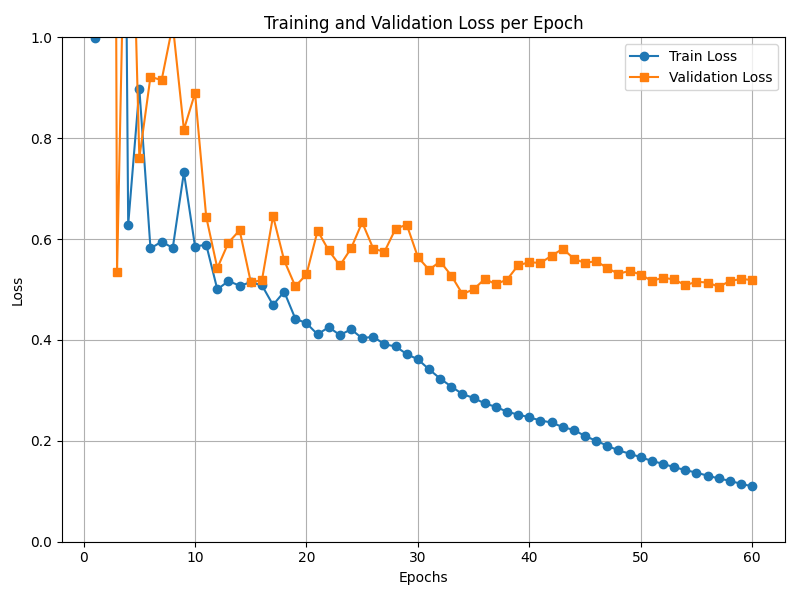 Training and Validation Loss per Epoch
Train Loss
Validation Loss
Loss
1.0
0.8
0.6
0.4
0.2
0.0
0 10 20 30 40 50 60
Epochs